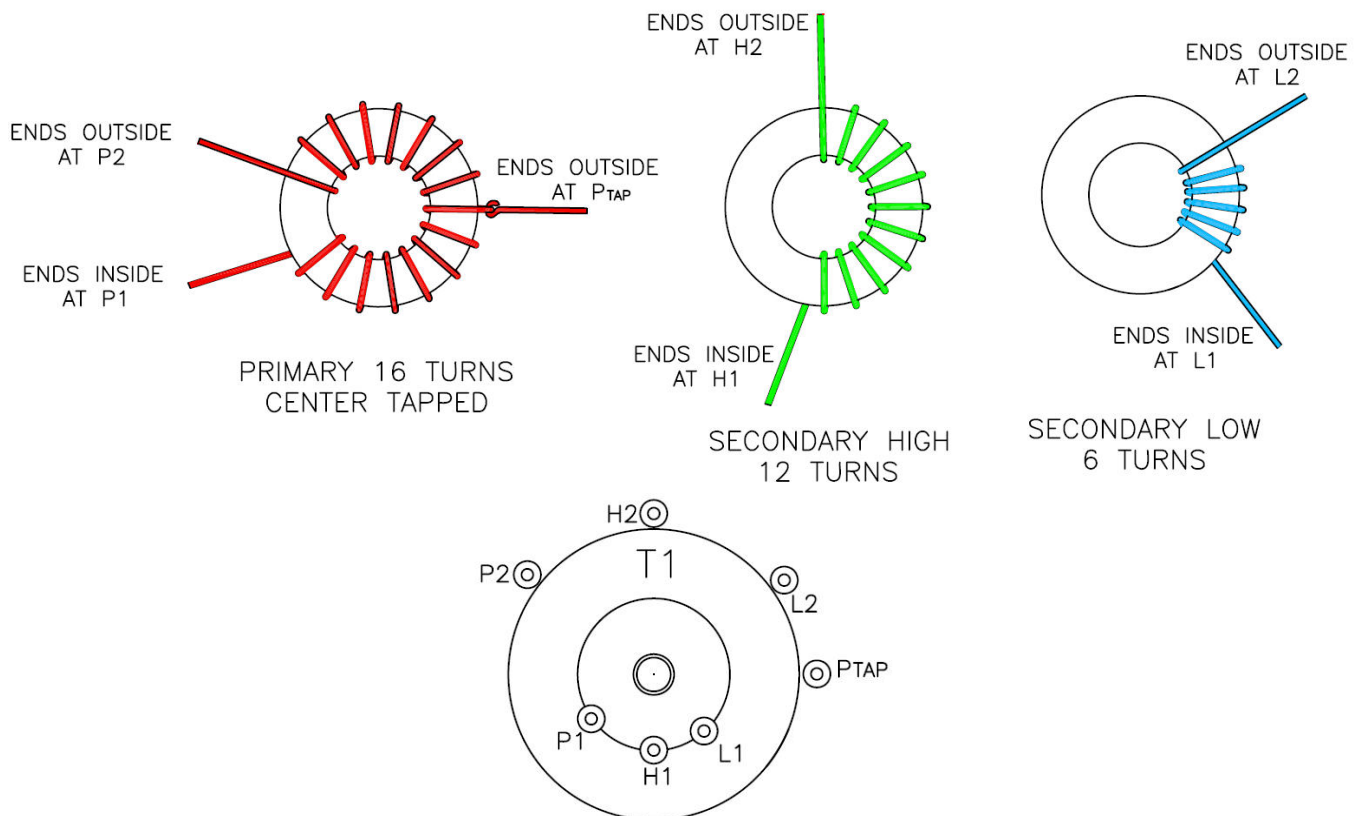 ENDS OUTSIDE
AT P2
ENDS INSIDE
AT P1
ENDS OUTSIDE
AT PTAP
PRIMARY 16 TURNS
CENTER TAPPED
ENDS OUTSIDE
AT H2
ENDS INSIDE
AT H1
SECONDARY HIGH
12 TURNS
ENDS OUTSIDE
AT L2
ENDS INSIDE
AT L1
SECONDARY LOW
6 TURNS
H2
T1
P2
L2
PTAP
P1
L1
H1